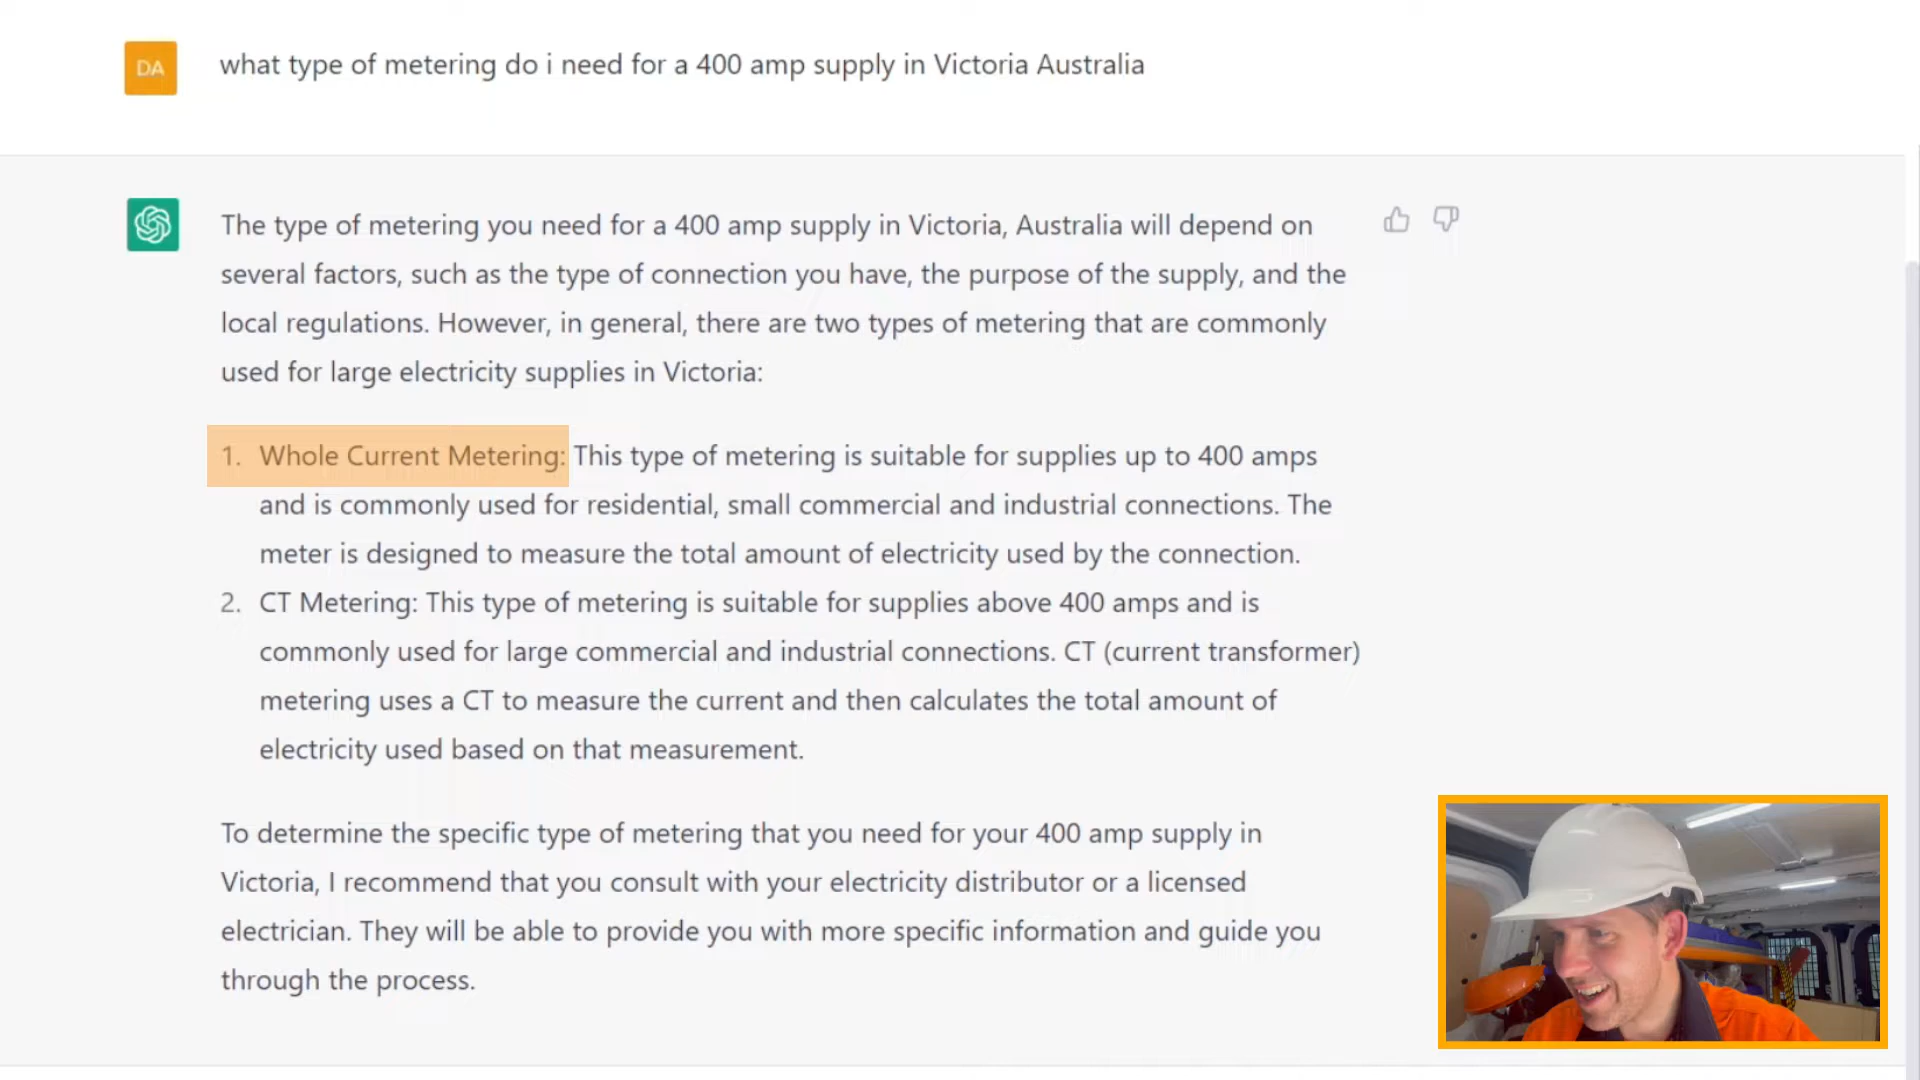 DA
what type of metering do i need for a 400 amp supply in Victoria Australia
The type of metering you need for a 400 amp supply in Victoria, Australia will depend on
several factors, such as the type of connection you have, the purpose of the supply, and the
local regulations. However, in general, there are two types of metering that are commonly
used for large electricity supplies in Victoria:
1. Whole Current Metering: This type of metering is suitable for supplies up to 400 amps
and is commonly used for residential, small commercial and industrial connections. The
meter is designed to measure the total amount of electricity used by the connection.
2. CT Metering: This type of metering is suitable for supplies above 400 amps and is
commonly used for large commercial and industrial connections. CT (current transformer)
metering uses a CT to measure the current and then calculates the total amount of
electricity used based on that measurement.
To determine the specific type of metering that you need for your 400 amp supply in
Victoria, I recommend that you consult with your electricity distributor or a licensed
electrician. They will be able to provide you with more specific information and guide you
through the process.